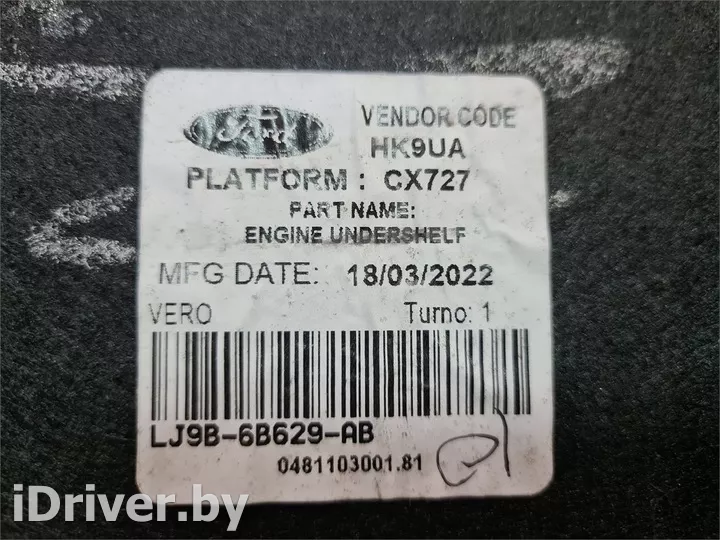 Ford
VENDOR CODE
HK9UA
PLATFORM : CX727
PART NAME:
ENGINE UNDERSHELF
MFG DATE: 18/03/2022
VERO Turno: 1
LJ9B-6B629-AB
0481103001.81
iDriver.by